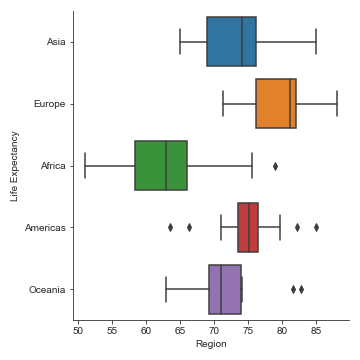 Asia
Europe
Africa
Americas
Oceania
Life Expectancy
50 55 60 65 70 75 80 85
Region